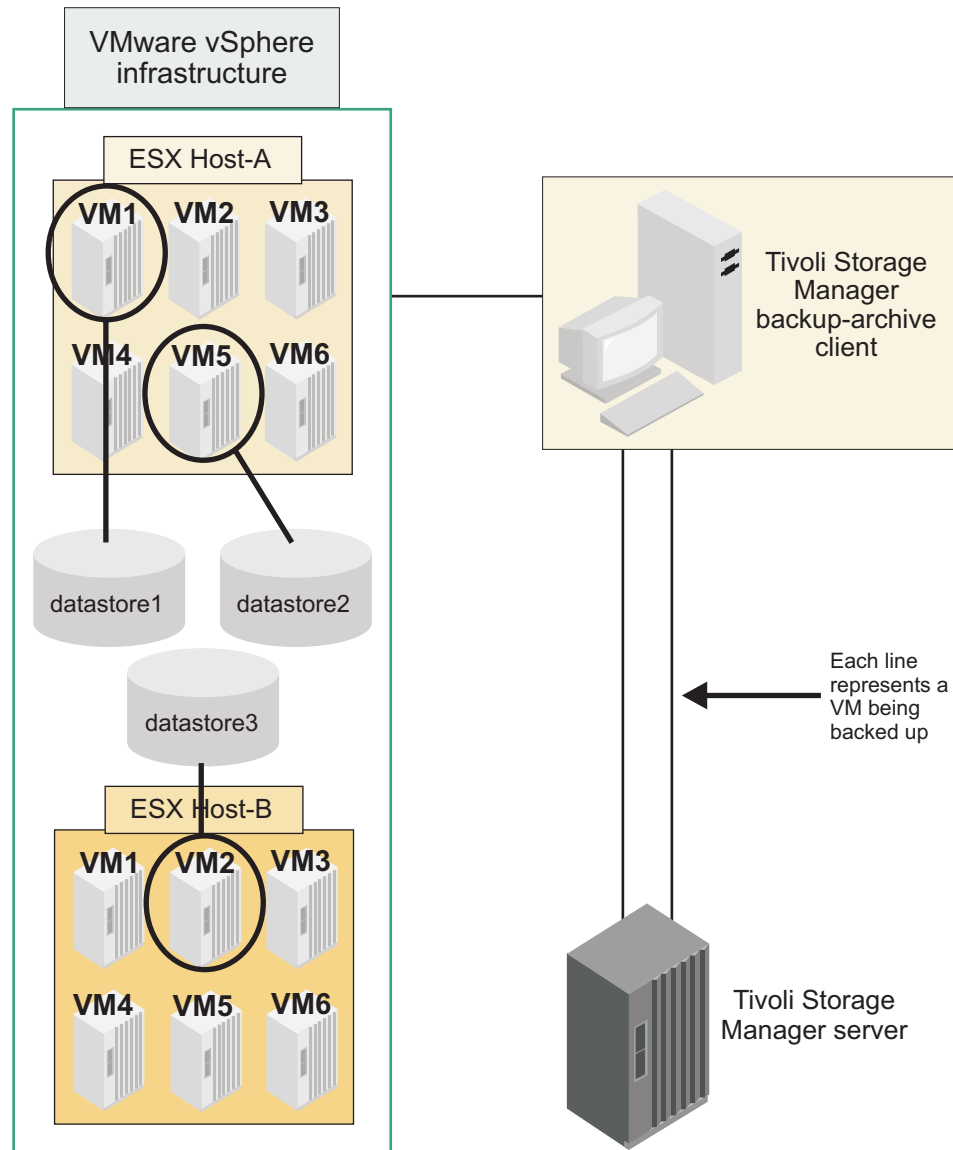 VMware vSphere
infrastructure
ESX Host-A
VM1 VM2 VM3
VM4 VM5 VM6
Tivoli Storage
Manager
backup-archive
client
datastore1 datastore2
datastore3
Each line
represents a
VM being
backed up
ESX Host-B
VM1 VM2 VM3
VM4 VM5 VM6
Tivoli Storage
Manager server